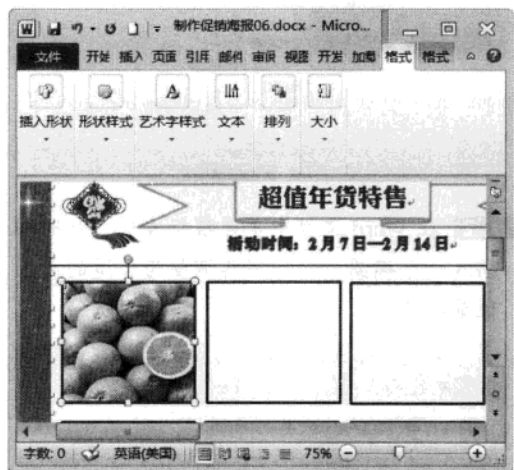 制作促销海报06.docx - Micro...
文件 开始 插入 页面 引用 邮件 审阅 视图 开发 加载 格式 格式
插入形状 形状样式 艺术字样式 文本 排列 大小
超值年货特售
活动时间：2月7日—2月14日
字数: 0 英语(美国) 75%